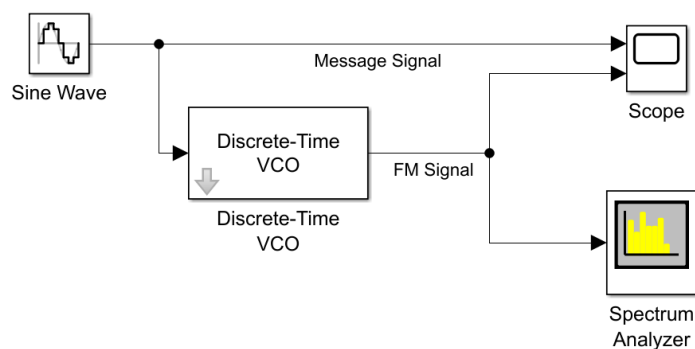 Message Signal
Sine Wave
Scope
Discrete-Time
VCO
FM Signal
Discrete-Time
VCO
Spectrum
Analyzer